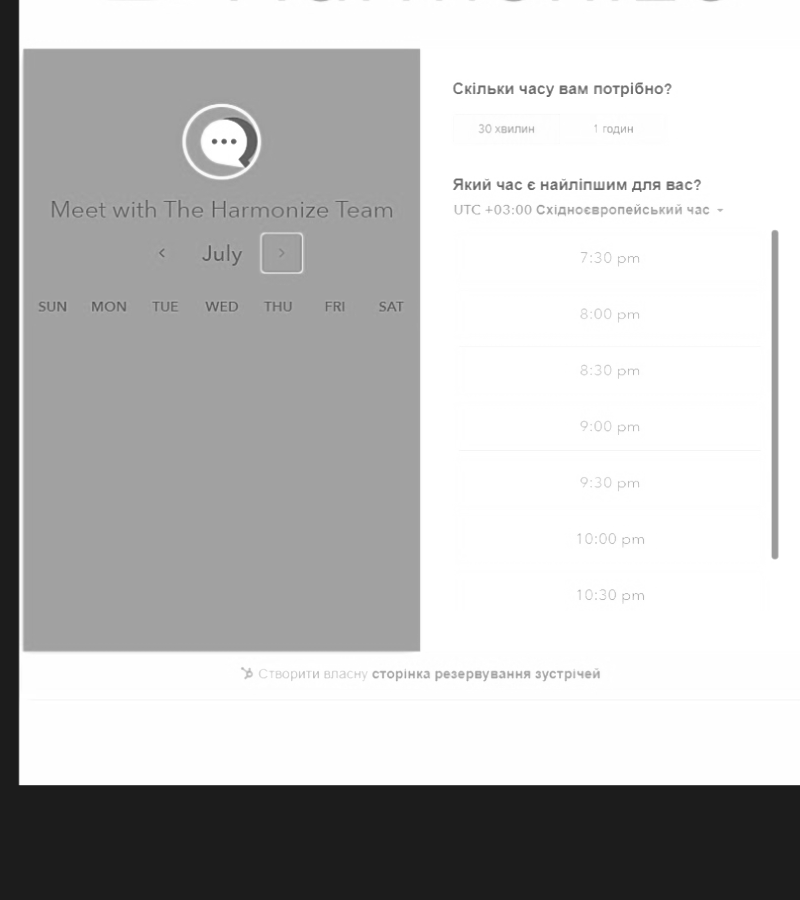 Meet with The Harmonize Team
July
SUN MON TUE WED THU FRI SAT
Скільки часу вам потрібно?
30 хвилин 1 годин
Який час є найліпшим для вас?
UTC +03:00 Східноєвропейський час
7:30 pm
8:00 pm
8:30 pm
9:00 pm
9:30 pm
10:00 pm
10:30 pm
Створити власну сторінка резервування зустрічей